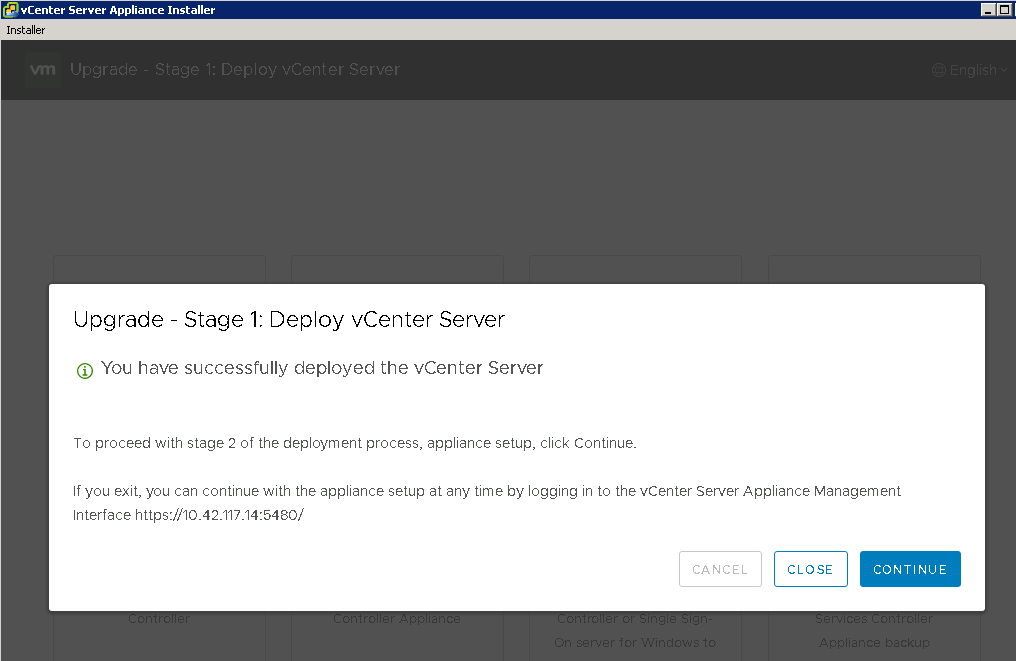 vCenter Server Appliance Installer
Installer
vm Upgrade - Stage 1: Deploy vCenter Server English
Upgrade - Stage 1: Deploy vCenter Server
You have successfully deployed the vCenter Server
To proceed with stage 2 of the deployment process, appliance setup, click Continue.
If you exit, you can continue with the appliance setup at any time by logging in to the vCenter Server Appliance Management
Interface https://10.42.117.14:5480/
CANCEL CLOSE CONTINUE
Controller Controller Appliance Controller or Single Sign- Services Controller
On server for Windows to Appliance backup